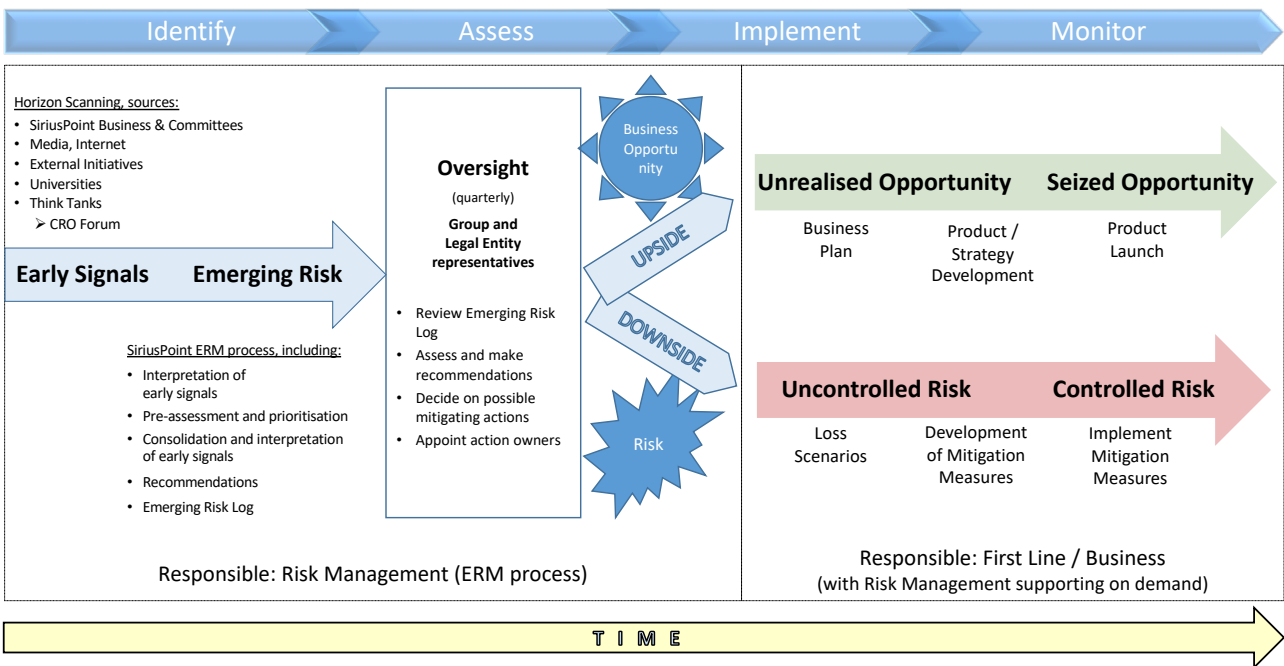 Identify
Assess
Implement
Monitor
Horizon Scanning, sources:
• SiriusPoint Business & Committees
• Media, Internet
• External Initiatives
• Universities
• Think Tanks
➢ CRO Forum
Early Signals
Emerging Risk
SiriusPoint ERM process, including:
• Interpretation of
early signals
• Pre-assessment and prioritisation
• Consolidation and interpretation
of early signals
• Recommendations
• Emerging Risk Log
Oversight
(quarterly)
Group and
Legal Entity
representatives
• Review Emerging Risk
Log
• Assess and make
recommendations
• Decide on possible
mitigating actions
• Appoint action owners
Business
Opportu
nity
UPSIDE
DOWNSIDE
Risk
Responsible: Risk Management (ERM process)
Unrealised Opportunity
Seized Opportunity
Business
Plan
Product /
Strategy
Development
Product
Launch
Uncontrolled Risk
Controlled Risk
Loss
Scenarios
Development
of Mitigation
Measures
Implement
Mitigation
Measures
Responsible: First Line / Business
(with Risk Management supporting on demand)
T I M E